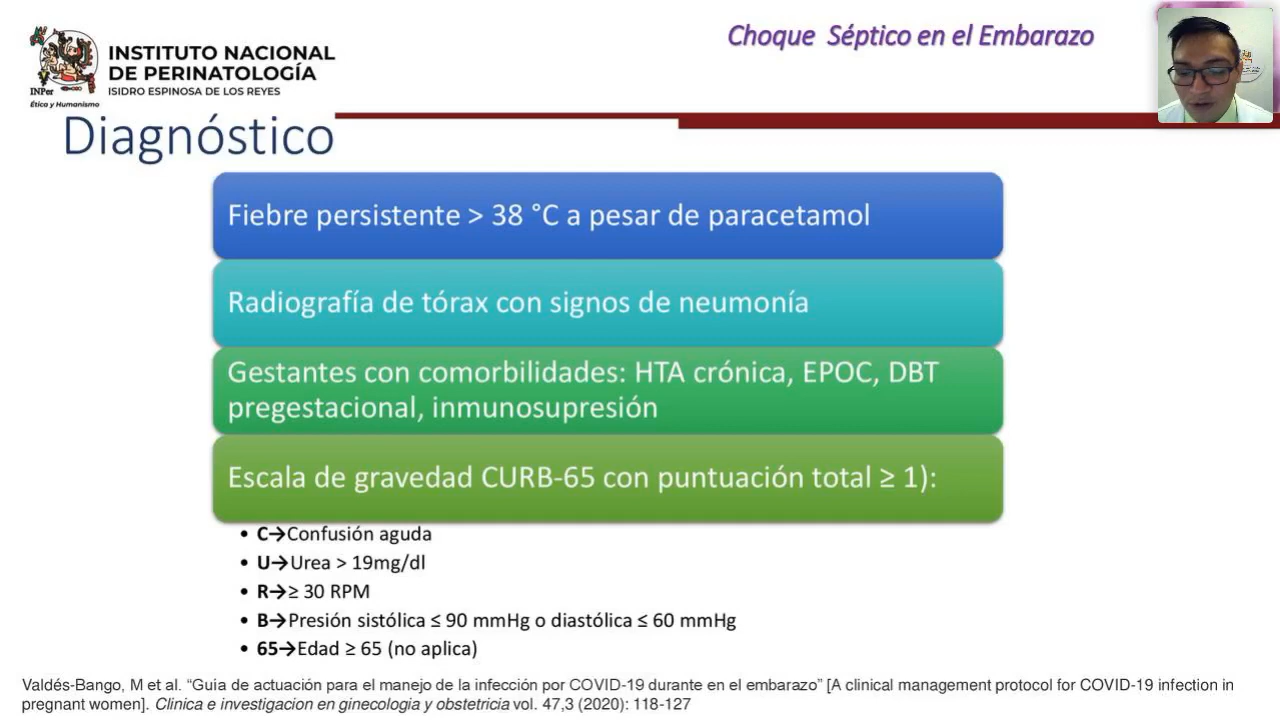 Choque Séptico en el Embarazo
INSTITUTO NACIONAL
DE PERINATOLOGÍA
ISIDRO ESPINOSA DE LOS REYES
INPer
Ética y Humanismo
Diagnóstico
Fiebre persistente > 38 °C a pesar de paracetamol
Radiografía de tórax con signos de neumonía
Gestantes con comorbilidades: HTA crónica, EPOC, DBT
pregestacional, inmunosupresión
Escala de gravedad CURB-65 con puntuación total ≥ 1):
• C→Confusión aguda
• U→Urea > 19mg/dl
• R→≥ 30 RPM
• B→Presión sistólica ≤ 90 mmHg o diastólica ≤ 60 mmHg
• 65→Edad ≥ 65 (no aplica)
Valdés-Bango, M et al. “Guía de actuación para el manejo de la infección por COVID-19 durante en el embarazo” [A clinical management protocol for COVID-19 infection in
pregnant women]. Clinica e investigacion en ginecologia y obstetricia vol. 47,3 (2020): 118-127